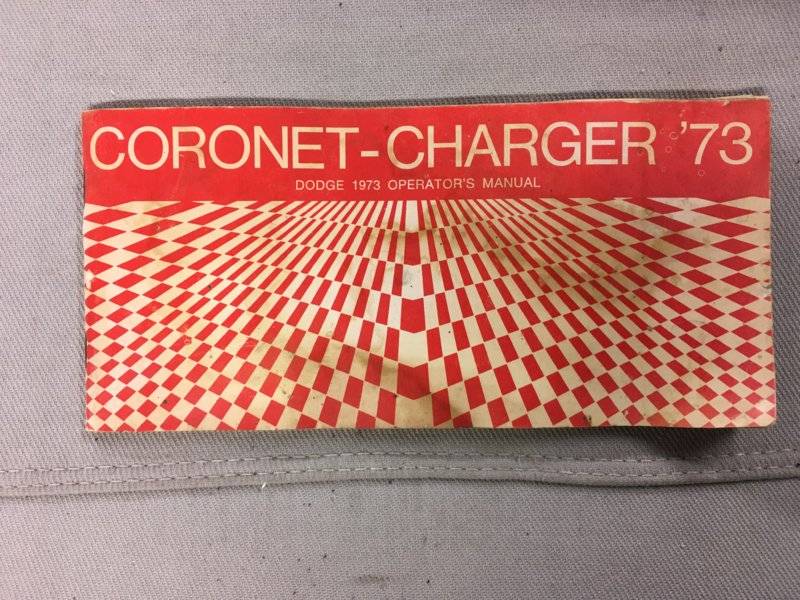 CORONET-CHARGER '73
DODGE 1973 OPERATOR'S MANUAL